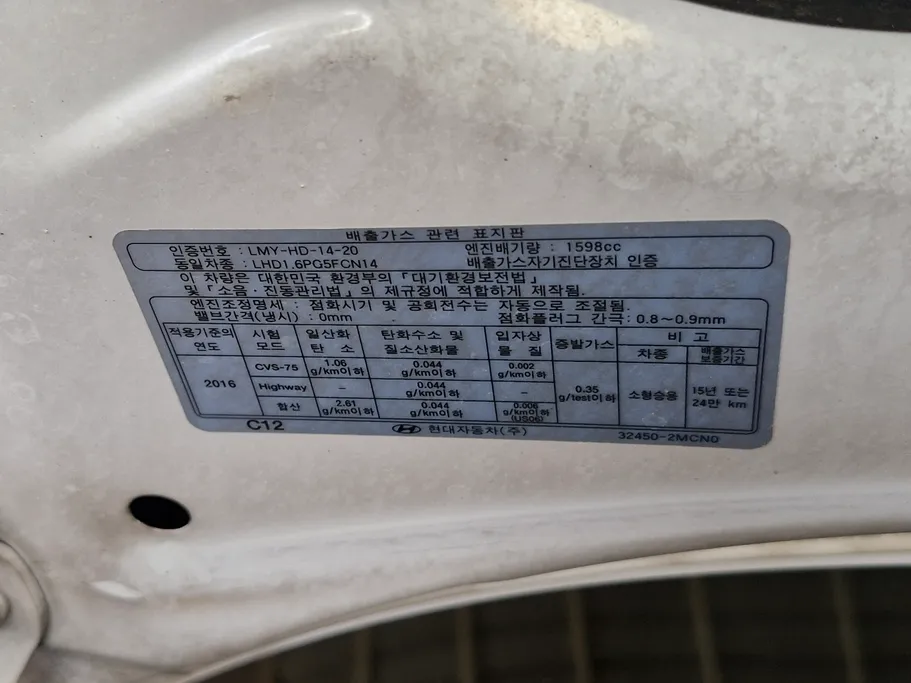 배출가스 관련 표지판
인증번호 : LMY-HD-14-20 엔진배기량 : 1598cc
동일차종 : LHD1.6PG5FCN14 배출가스자기진단장치 인증
이 차량은 대한민국 환경부의 「대기환경보전법」
및 「소음 · 진동관리법」의 제규정에 적합하게 제작됨.
엔진조정명세서 : 점화시기 및 공회전수는 자동으로 조절됨.
밸브간격(냉시) : 0mm 점화플러그 간극: 0.8~0.9mm
적용기준의 연도 시험 모드 일산화 탄소 탄화수소 및 질소산화물 입자상 물질 증발가스 비고
차종 배출가스 보증기간
2016 CVS-75 1.06 g/km이하 0.044 g/km이하 0.002 g/km이하 0.35 g/test이하 소형승용 15년 또는 24만 km
Highway - 0.044 g/km이하 -
합산 2.61 g/km이하 0.044 g/km이하 0.006 g/km이하 (US06)
C12 현대자동차(주) 32450-2MCN0